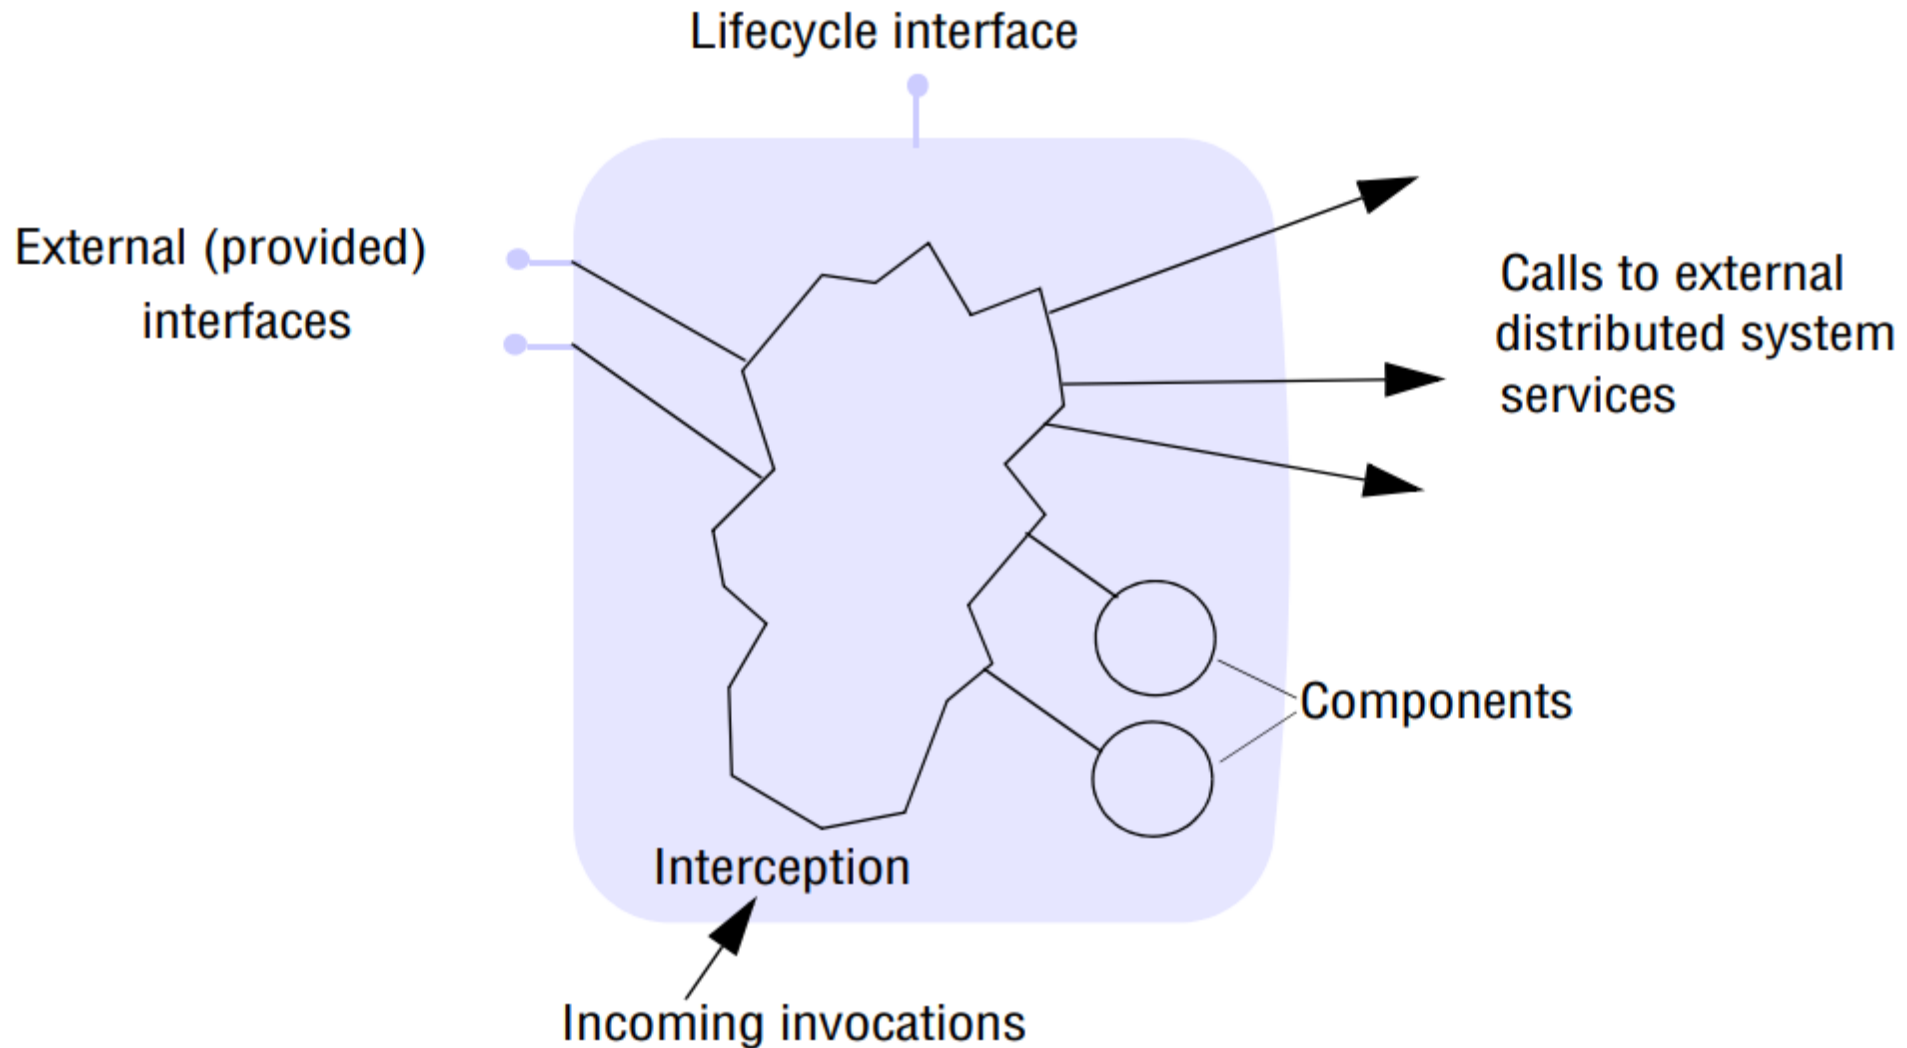 Lifecycle interface
External (provided)
interfaces
Calls to external
distributed system
services
Components
Interception
Incoming invocations